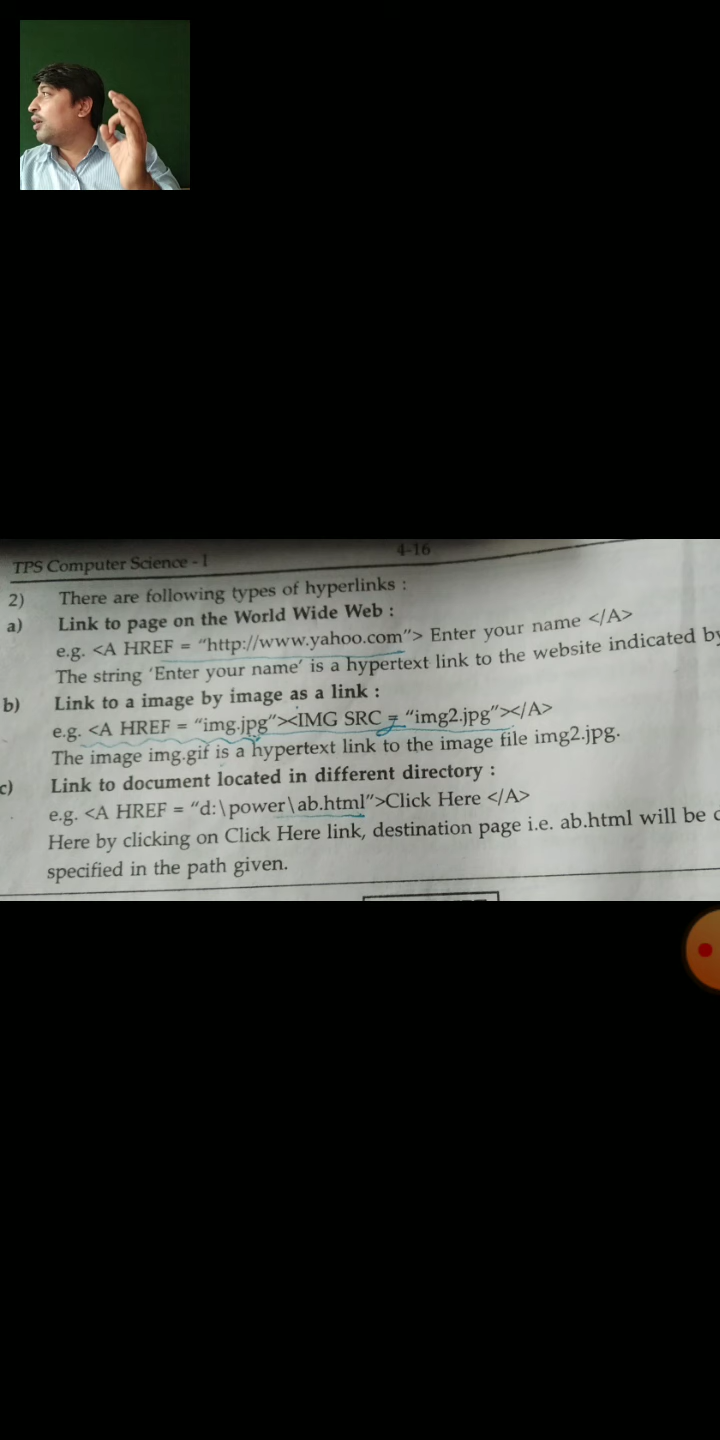 TPS Computer Science - I 4-16
2) There are following types of hyperlinks :
a) Link to page on the World Wide Web :
e.g. <A HREF = "http://www.yahoo.com"> Enter your name </A>
The string 'Enter your name' is a hypertext link to the website indicated by
b) Link to a image by image as a link :
e.g. <A HREF = "img.jpg"><IMG SRC = "img2.jpg"></A>
The image img.gif is a hypertext link to the image file img2.jpg.
c) Link to document located in different directory :
e.g. <A HREF = "d:\power\ab.html">Click Here </A>
Here by clicking on Click Here link, destination page i.e. ab.html will be
specified in the path given.